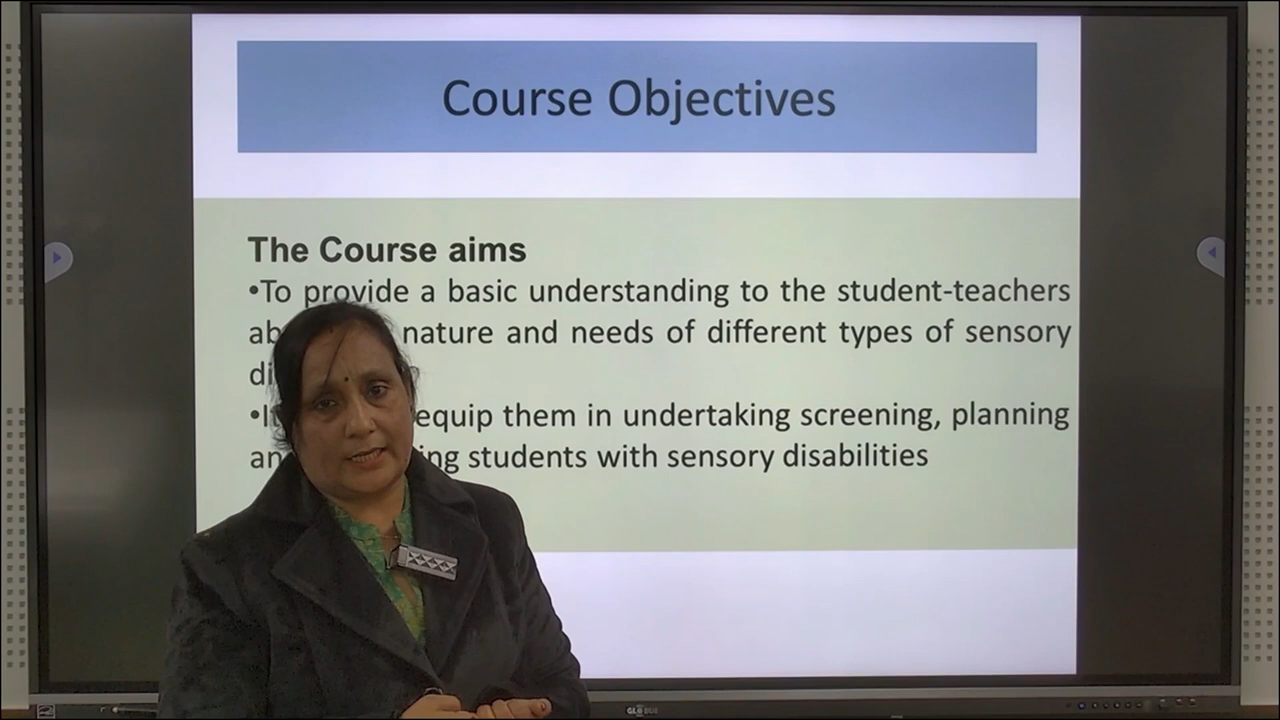 Course Objectives
The Course aims
•To provide a basic understanding to the student-teachers
nature and needs of different types of sensory
equip them in undertaking screening, planning
students with sensory disabilities